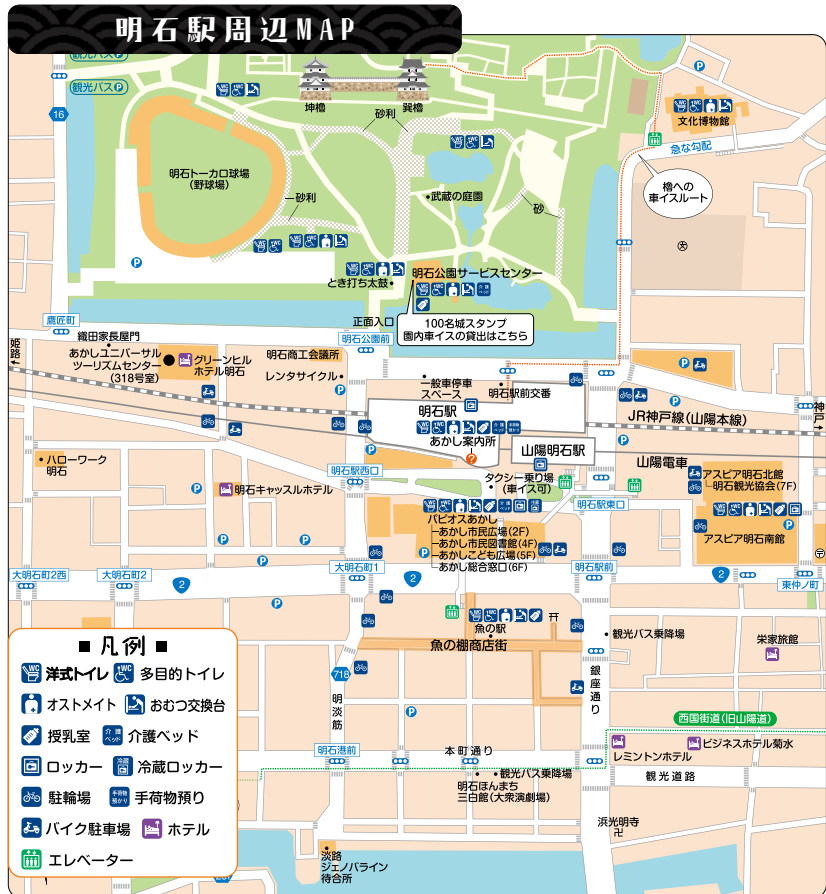 明石駅周辺MAP
観光バスP
観光バスP
16
坤櫓
巽櫓
砂利
文化博物館
急な勾配
櫓への
車イスルート
明石トーカロ球場
(野球場)
武蔵の庭園
砂利
砂
P
P
とき打ち太鼓
明石公園サービスセンター
介護
ベッド
正面入口
100名城スタンプ
園内車イスの貸出はこちら
鷹匠町
織田家長屋門
明石公園前
姫路
あかしユニバーサル
ツーリズムセンター
(318号室)
グリーンヒル
ホテル明石
明石商工会議所
レンタサイクル
一般車停車
スペース
明石駅前交番
明石駅
あかし案内所
山陽明石駅
JR神戸線(山陽本線)
神戸
山陽電車
ハローワーク
明石
明石駅西口
タクシー乗り場
(車イス可)
アスピア明石北館
明石観光協会(7F)
明石キャッスルホテル
明石駅東口
パピオスあかし
あかし市民広場(2F)
あかし市民図書館(4F)
あかしこども広場(5F)
あかし総合窓口(6F)
アスピア明石南館
大明石町2西
大明石町2
2
大明石町1
2
明石駅前
2
東仲ノ町
魚の駅
魚の棚商店街
観光バス乗降場
栄家旅館
718
明淡筋
銀座通り
西国街道(旧山陽道)
明石港前
本町通り
レミントンホテル
ビジネスホテル菊水
観光バス乗降場
明石ほんまち
三白館(大衆演劇場)
観光道路
浜光明寺
淡路
ジェノバライン
待合所
■凡例■
洋式トイレ
多目的トイレ
オストメイト
おむつ交換台
授乳室
介護ベッド
ロッカー
冷蔵ロッカー
駐輪場
手荷物預り
バイク駐車場
ホテル
エレベーター